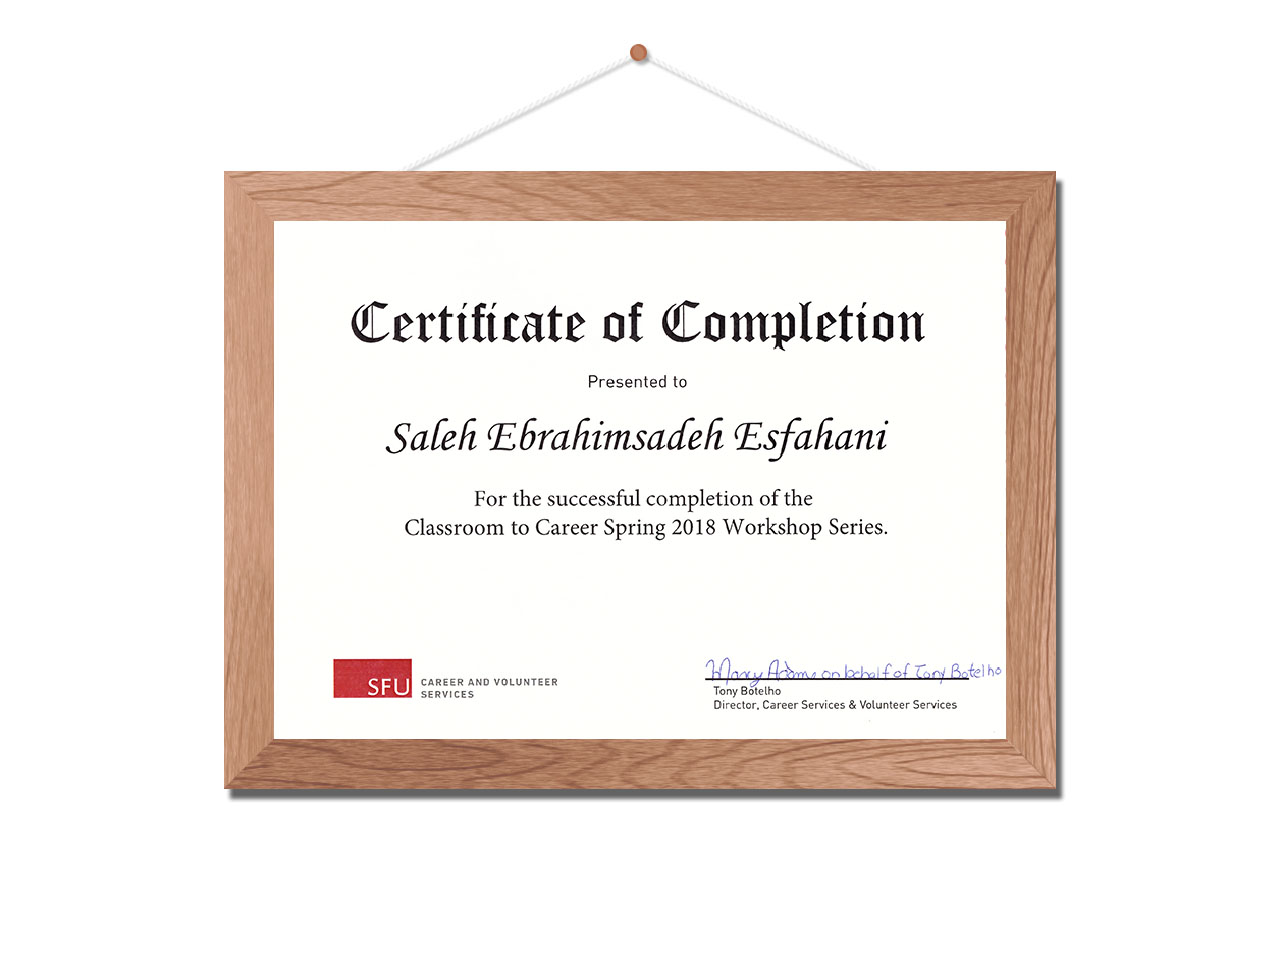 Certificate of Completion
Presented to
Saleh Ebrahimsadeh Esfahani
For the successful completion of the
Classroom to Career Spring 2018 Workshop Series.
SFU
CAREER AND VOLUNTEER
SERVICES
Mary Adams on behalf of Tony Botelho
Tony Botelho
Director, Career Services & Volunteer Services